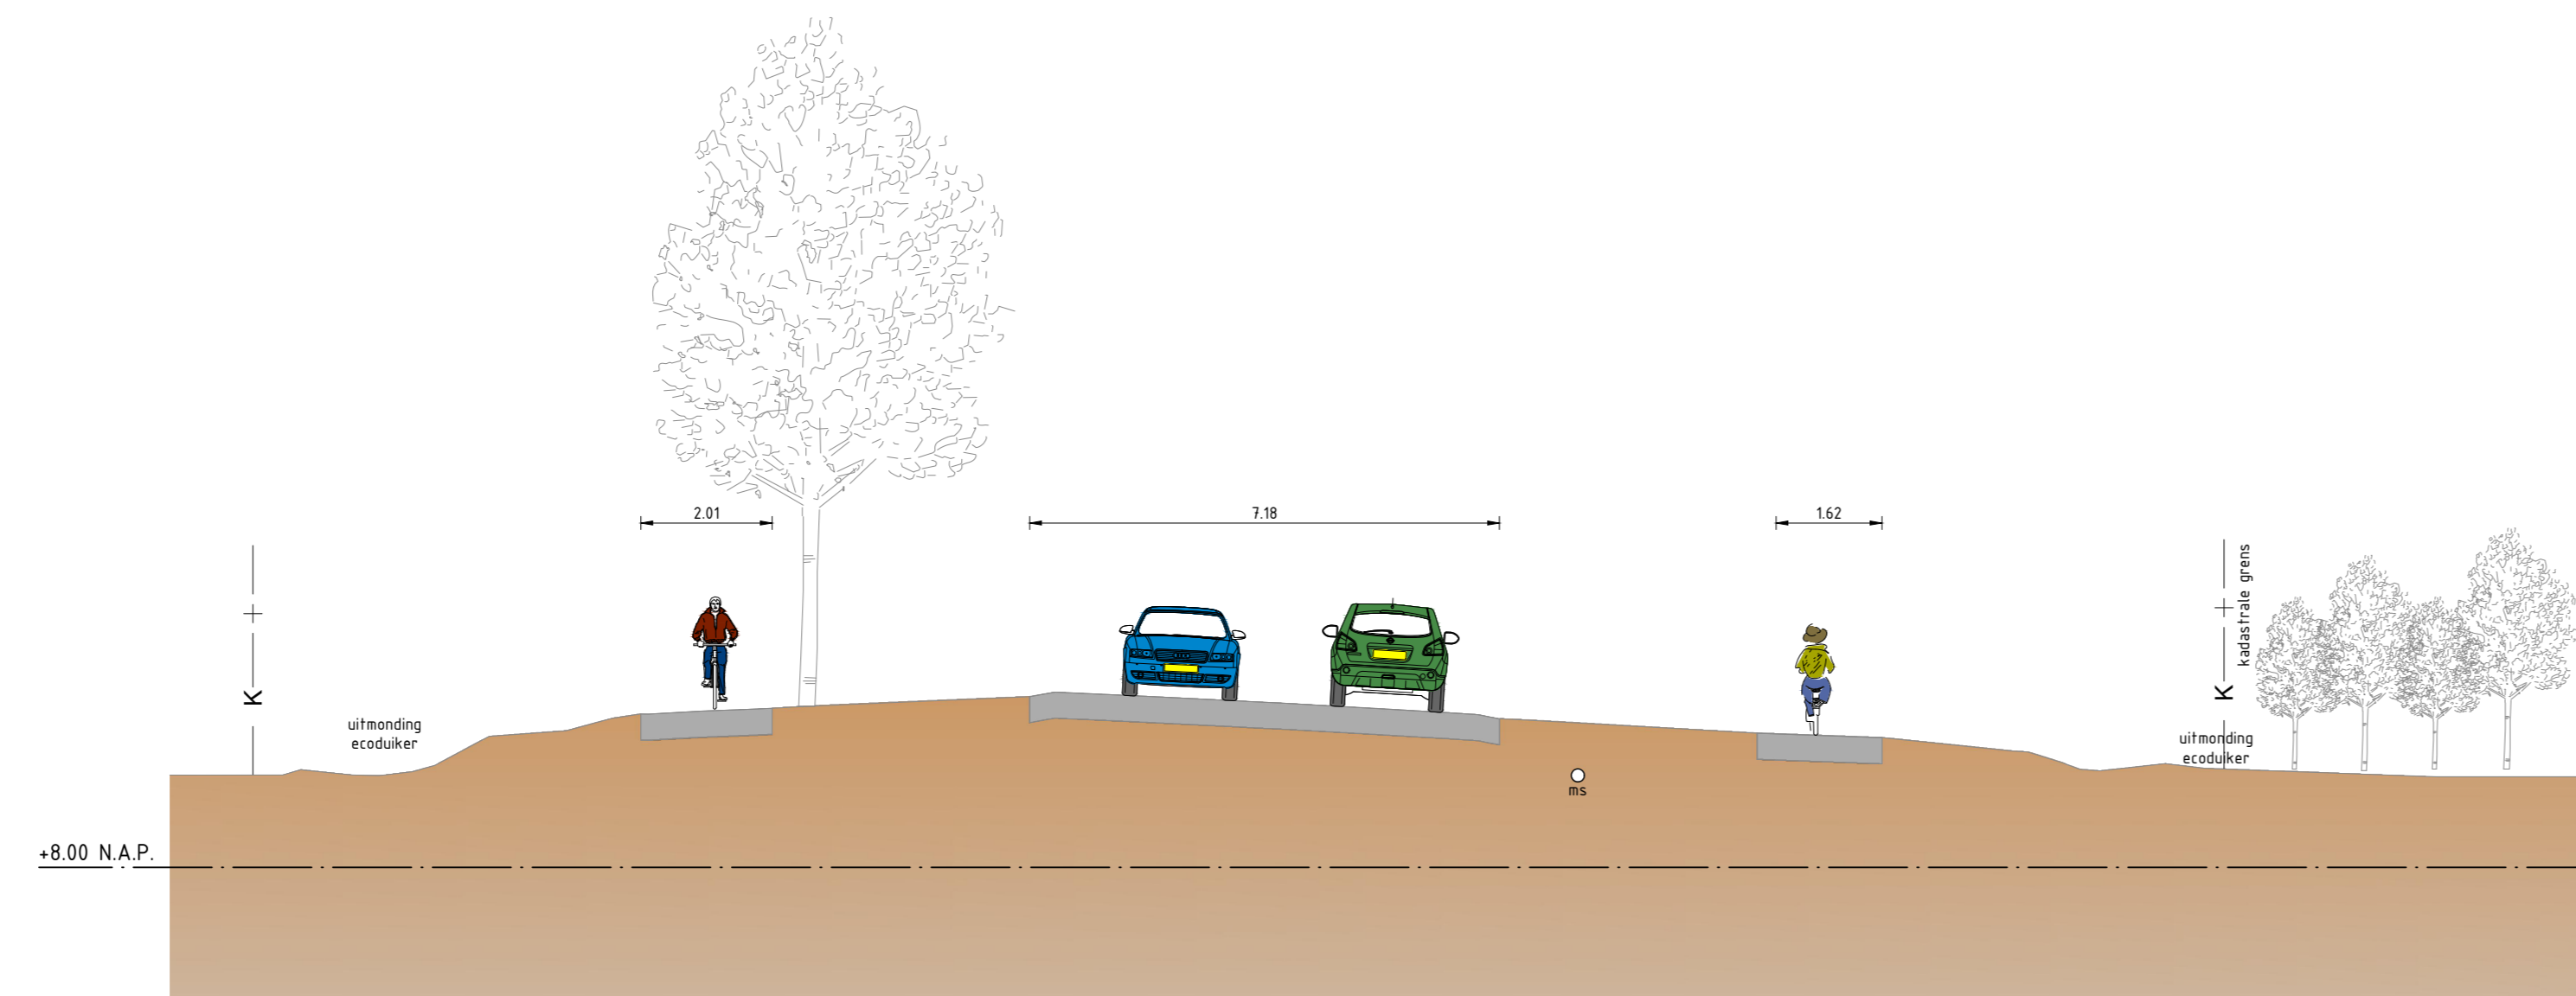 2.01
7.18
1.62
kadastrale grens
K
K
uitmonding
ecoduiker
uitmonding
ecoduiker
ms
+8.00 N.A.P.